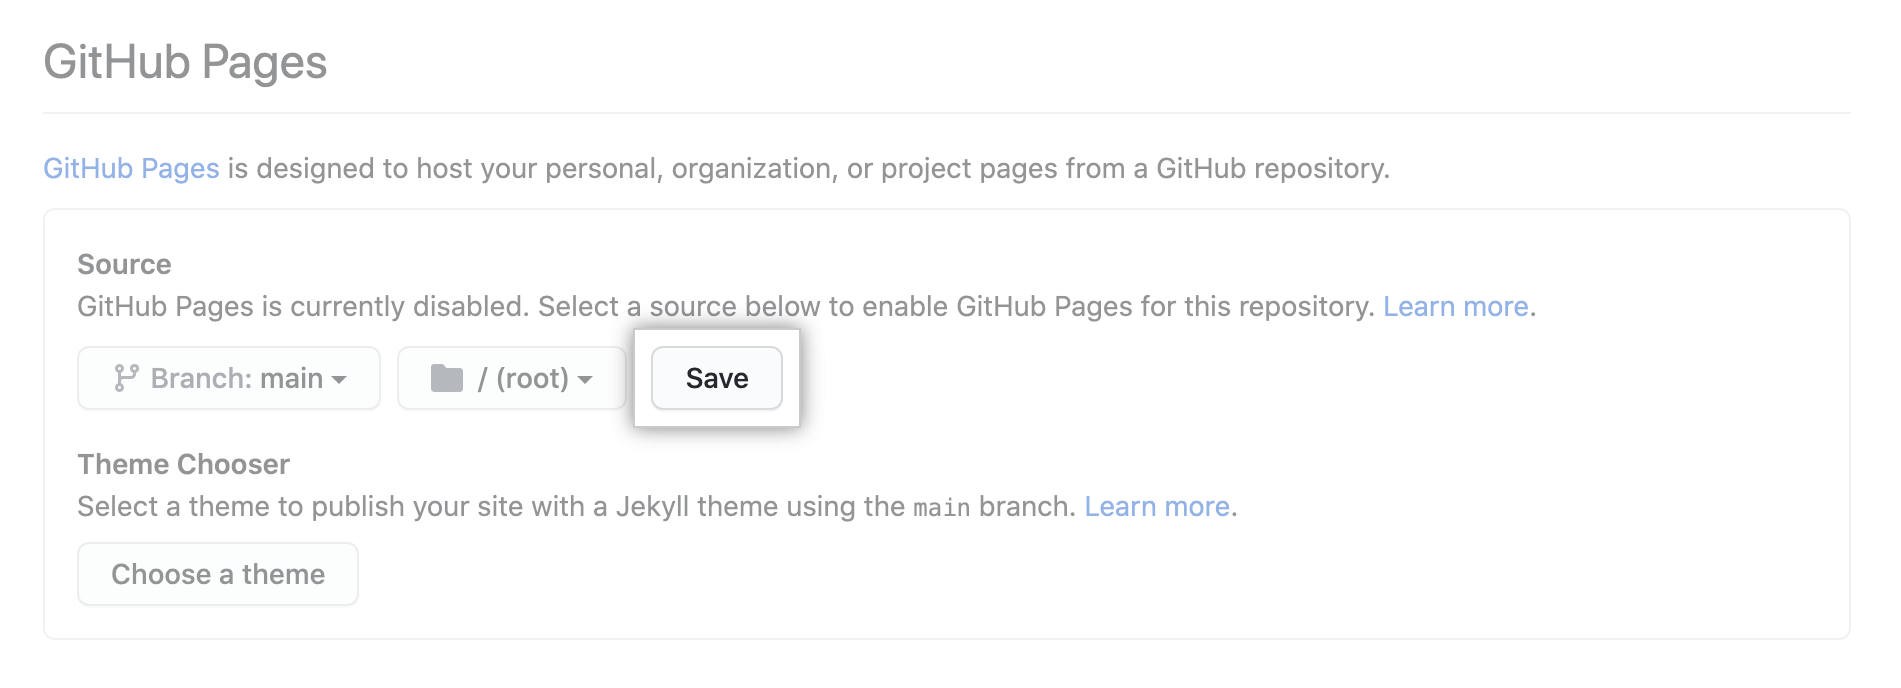 GitHub Pages
GitHub Pages is designed to host your personal, organization, or project pages from a GitHub repository.
Source
GitHub Pages is currently disabled. Select a source below to enable GitHub Pages for this repository. Learn more.
Branch: main / (root) Save
Theme Chooser
Select a theme to publish your site with a Jekyll theme using the main branch. Learn more.
Choose a theme